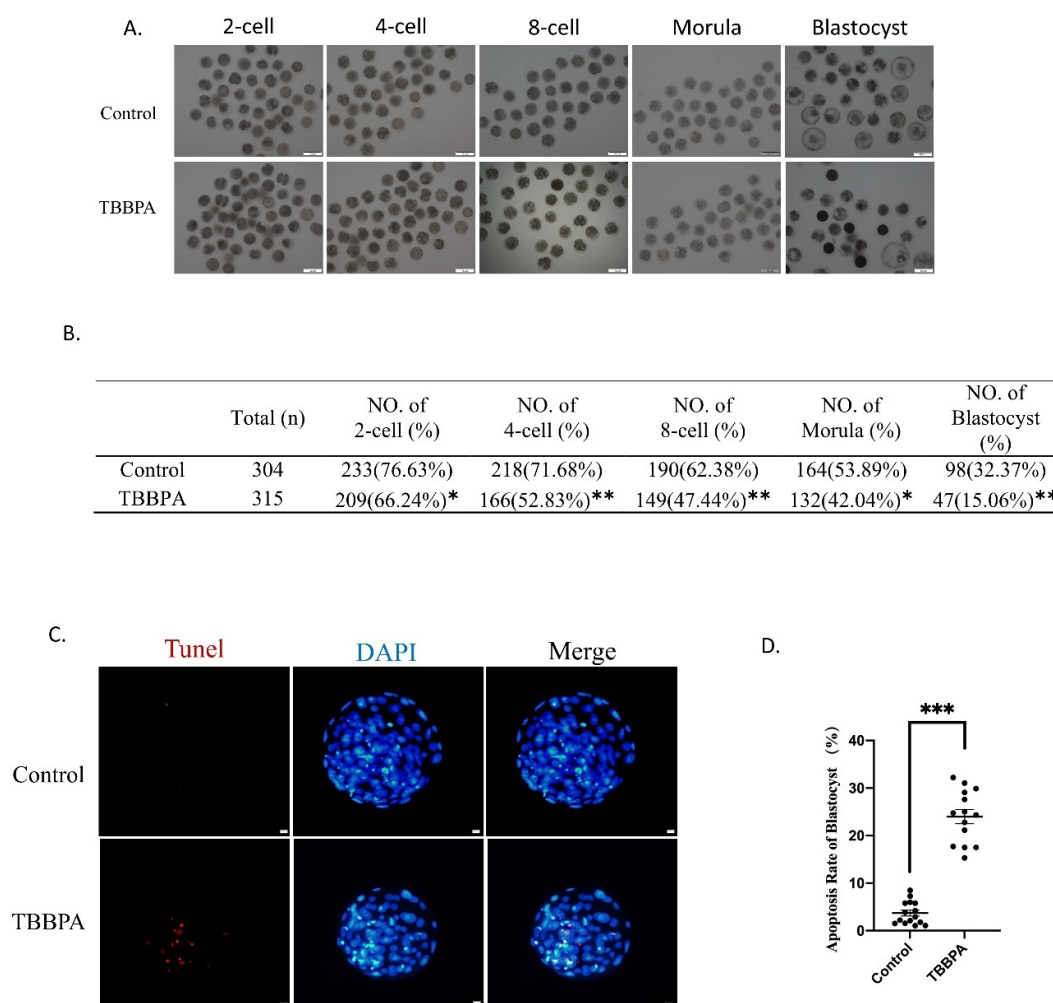 A.
2-cell 4-cell 8-cell Morula Blastocyst
Control
TBBPA
B.
Total (n) NO. of 2-cell (%) NO. of 4-cell (%) NO. of 8-cell (%) NO. of Morula (%) NO. of Blastocyst (%)
Control 304 233(76.63%) 218(71.68%) 190(62.38%) 164(53.89%) 98(32.37%)
TBBPA 315 209(66.24%)* 166(52.83%)** 149(47.44%)** 132(42.04%)* 47(15.06%)**
C.
Tunel DAPI Merge
Control
TBBPA
D.
***
Apoptosis Rate of Blastocyst (%)
40
30
20
10
0
Control TBBPA